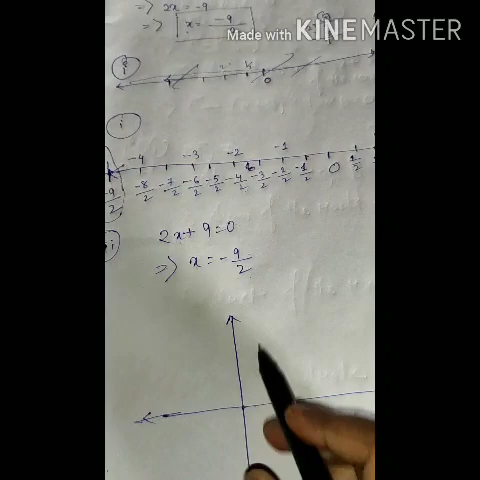 => 2x = -9
=> x = -9
Made with KINEMASTER
0
i
-4 -3 -2 -1
-9/2 -8/2 -7/2 -6/2 -5/2 -4/2 -3/2 -2/2 -1/2 0 1/2
2x + 9 = 0
=> x = -9/2